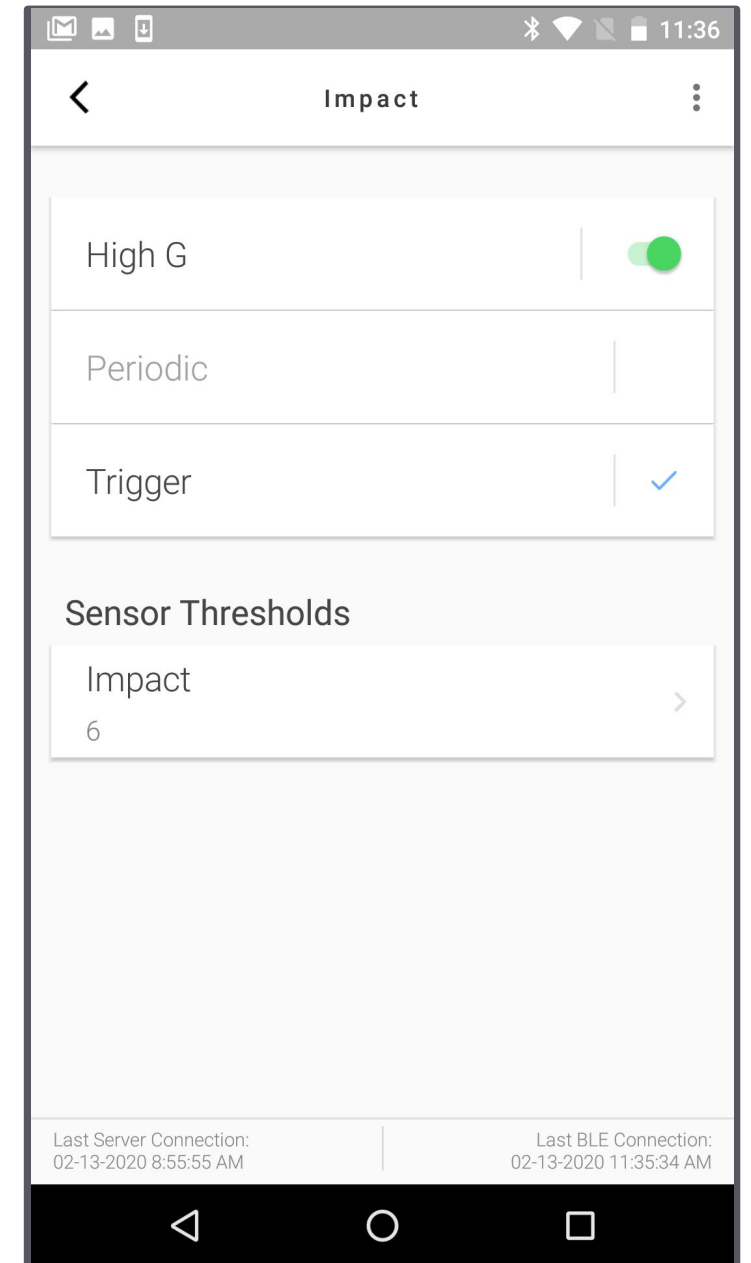 11:36
Impact
High G
Periodic
Trigger
Sensor Thresholds
Impact
6
Last Server Connection:
02-13-2020 8:55:55 AM
Last BLE Connection:
02-13-2020 11:35:34 AM